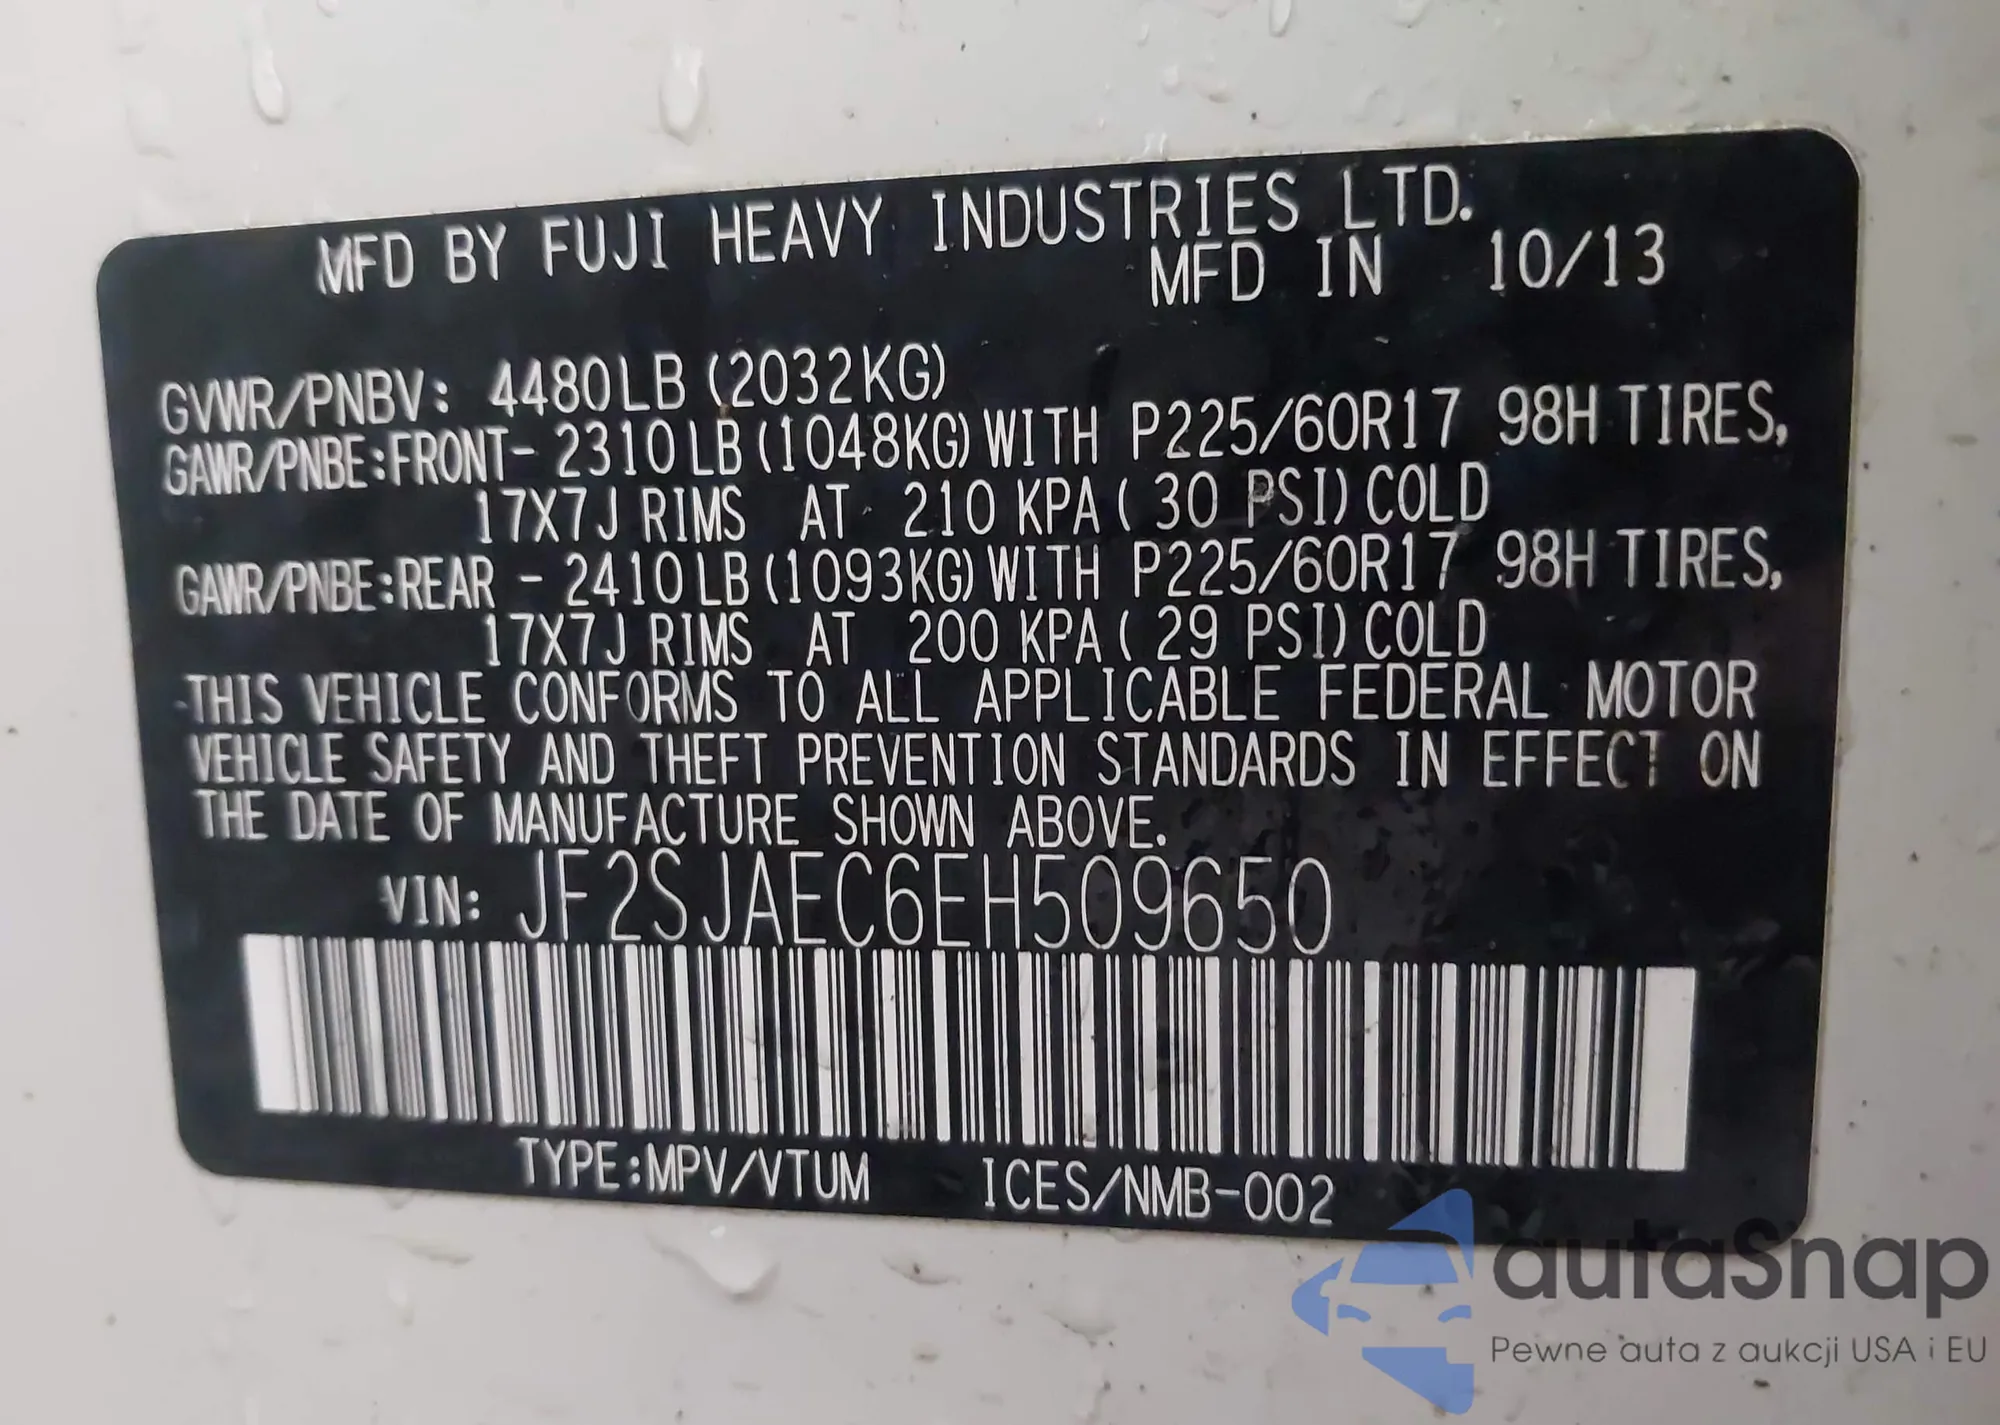 MFD BY FUJI HEAVY INDUSTRIES LTD.
MFD IN 10/13
GVWR/PNBV: 4480LB (2032KG)
GAWR/PNBE:FRONT- 2310LB(1048KG)WITH P225/60R17 98H TIRES,
17X7J RIMS AT 210 KPA( 30 PSI)COLD
GAWR/PNBE:REAR - 2410LB(1093KG)WITH P225/60R17 98H TIRES,
17X7J RIMS AT 200 KPA( 29 PSI)COLD
THIS VEHICLE CONFORMS TO ALL APPLICABLE FEDERAL MOTOR
VEHICLE SAFETY AND THEFT PREVENTION STANDARDS IN EFFECT ON
THE DATE OF MANUFACTURE SHOWN ABOVE.
VIN: JF2SJAEC6EH509650
TYPE:MPV/VTUM ICES/NMB-002
autaSnap
Pewne auta z aukcji USA i EU